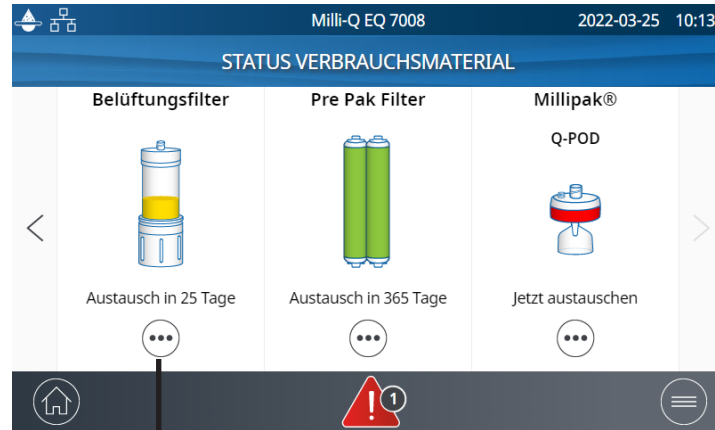 Milli-Q EQ 7008 2022-03-25 10:13
STATUS VERBRAUCHSMATERIAL
Belüftungsfilter Pre Pak Filter Millipak®
Q-POD
Austausch in 25 Tage Austausch in 365 Tage Jetzt austauschen
1